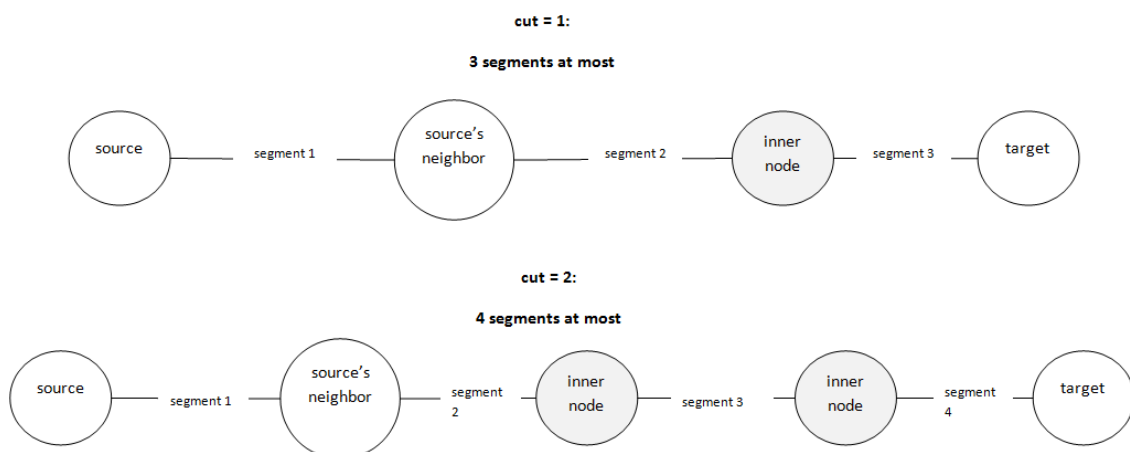 cut = 1:
3 segments at most
source
segment 1
source's
neighbor
segment 2
inner
node
segment 3
target
cut = 2:
4 segments at most
source
segment 1
source's
neighbor
segment
2
inner
node
segment 3
inner
node
segment
4
target